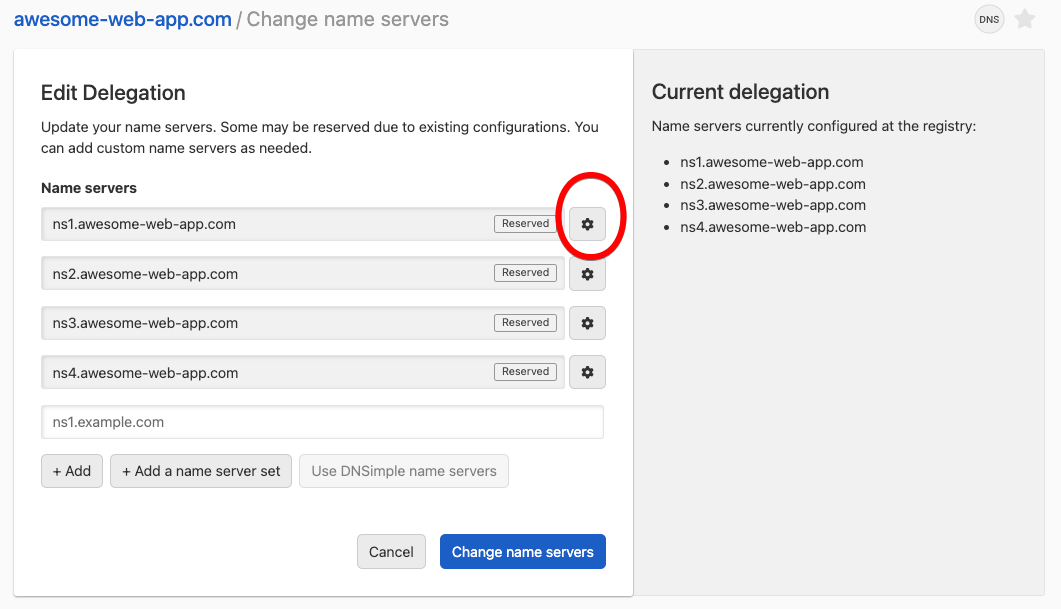 awesome-web-app.com / Change name servers
DNS
Edit Delegation
Update your name servers. Some may be reserved due to existing configurations. You
can add custom name servers as needed.
Name servers
ns1.awesome-web-app.com Reserved
ns2.awesome-web-app.com Reserved
ns3.awesome-web-app.com Reserved
ns4.awesome-web-app.com Reserved
ns1.example.com
+ Add + Add a name server set Use DNSimple name servers
Cancel Change name servers
Current delegation
Name servers currently configured at the registry:
• ns1.awesome-web-app.com
• ns2.awesome-web-app.com
• ns3.awesome-web-app.com
• ns4.awesome-web-app.com